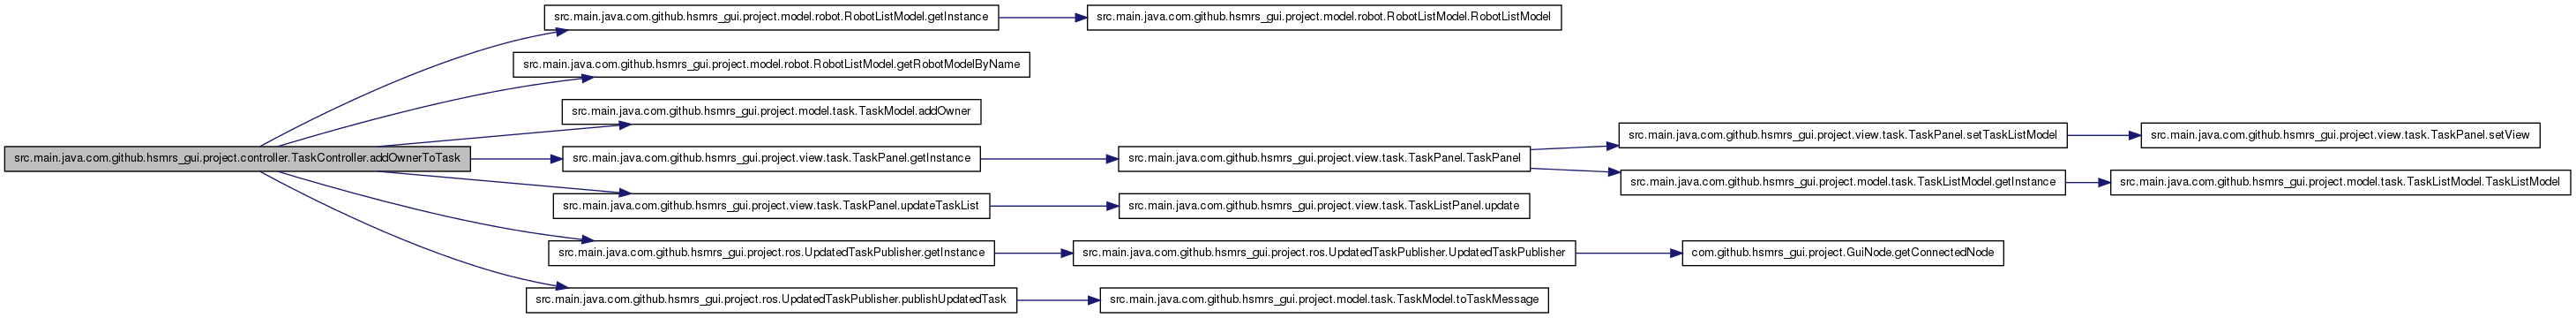 src.main.java.com.github.hsmrs_gui.project.model.robot.RobotListModel.getInstance
src.main.java.com.github.hsmrs_gui.project.model.robot.RobotListModel.RobotListModel
src.main.java.com.github.hsmrs_gui.project.model.robot.RobotListModel.getRobotModelByName
src.main.java.com.github.hsmrs_gui.project.model.task.TaskModel.addOwner
src.main.java.com.github.hsmrs_gui.project.view.task.TaskPanel.setTaskListModel
src.main.java.com.github.hsmrs_gui.project.view.task.TaskPanel.setView
src.main.java.com.github.hsmrs_gui.project.controller.TaskController.addOwnerToTask
src.main.java.com.github.hsmrs_gui.project.view.task.TaskPanel.getInstance
src.main.java.com.github.hsmrs_gui.project.view.task.TaskPanel.TaskPanel
src.main.java.com.github.hsmrs_gui.project.model.task.TaskListModel.getInstance
src.main.java.com.github.hsmrs_gui.project.model.task.TaskListModel.TaskListModel
src.main.java.com.github.hsmrs_gui.project.view.task.TaskPanel.updateTaskList
src.main.java.com.github.hsmrs_gui.project.view.task.TaskListPanel.update
src.main.java.com.github.hsmrs_gui.project.ros.UpdatedTaskPublisher.getInstance
src.main.java.com.github.hsmrs_gui.project.ros.UpdatedTaskPublisher.UpdatedTaskPublisher
com.github.hsmrs_gui.project.GuiNode.getConnectedNode
src.main.java.com.github.hsmrs_gui.project.ros.UpdatedTaskPublisher.publishUpdatedTask
src.main.java.com.github.hsmrs_gui.project.model.task.TaskModel.toTaskMessage